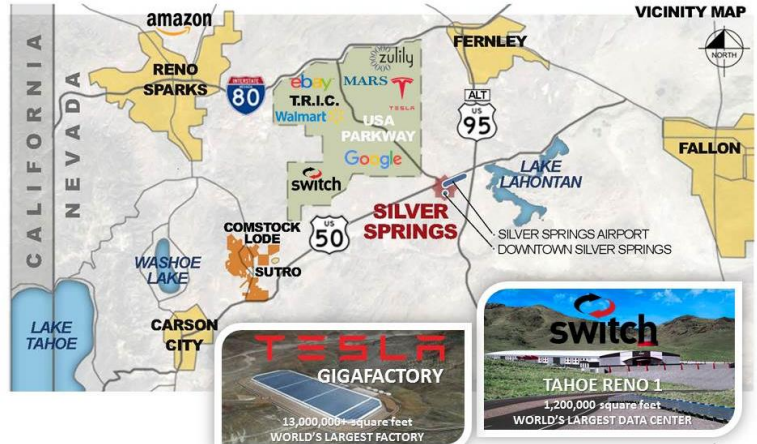 VICINITY MAP
NORTH
CALIFORNIA
NEVADA
amazon
RENO
SPARKS
INTERSTATE
80
zulily
ebay
MARS
TESLA
T.R.I.C.
Walmart
USA
PARKWAY
Google
switch
FERNLEY
ALT
US
95
FALLON
LAKE
LAHONTAN
SILVER
SPRINGS
SILVER SPRINGS AIRPORT
DOWNTOWN SILVER SPRINGS
US
50
COMSTOCK
LODE
SUTRO
WASHOE
LAKE
LAKE
TAHOE
CARSON
CITY
TESLA
GIGAFACTORY
13,000,000+ square feet
WORLD'S LARGEST FACTORY
switch
TAHOE RENO 1
1,200,000 square feet
WORLD'S LARGEST DATA CENTER